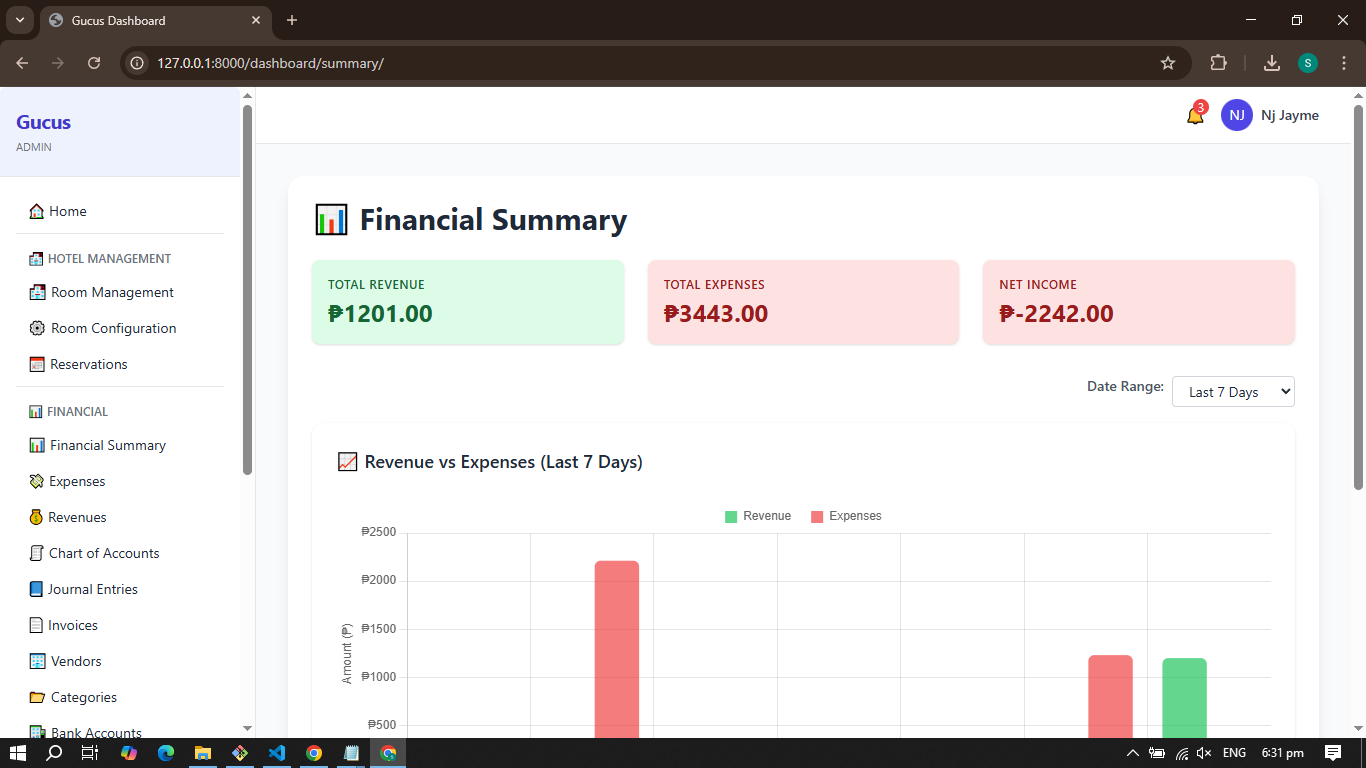 Gucus Dashboard
127.0.0.1:8000/dashboard/summary/
S
Gucus
ADMIN
Home
HOTEL MANAGEMENT
Room Management
Room Configuration
Reservations
FINANCIAL
Financial Summary
Expenses
Revenues
Chart of Accounts
Journal Entries
Invoices
Vendors
Categories
Bank Accounts
3
NJ Nj Jayme
Financial Summary
TOTAL REVENUE
₱1201.00
TOTAL EXPENSES
₱3443.00
NET INCOME
₱-2242.00
Date Range: Last 7 Days
Revenue vs Expenses (Last 7 Days)
Revenue Expenses
Amount (₱)
₱2500
₱2000
₱1500
₱1000
₱500
ENG 6:31 pm